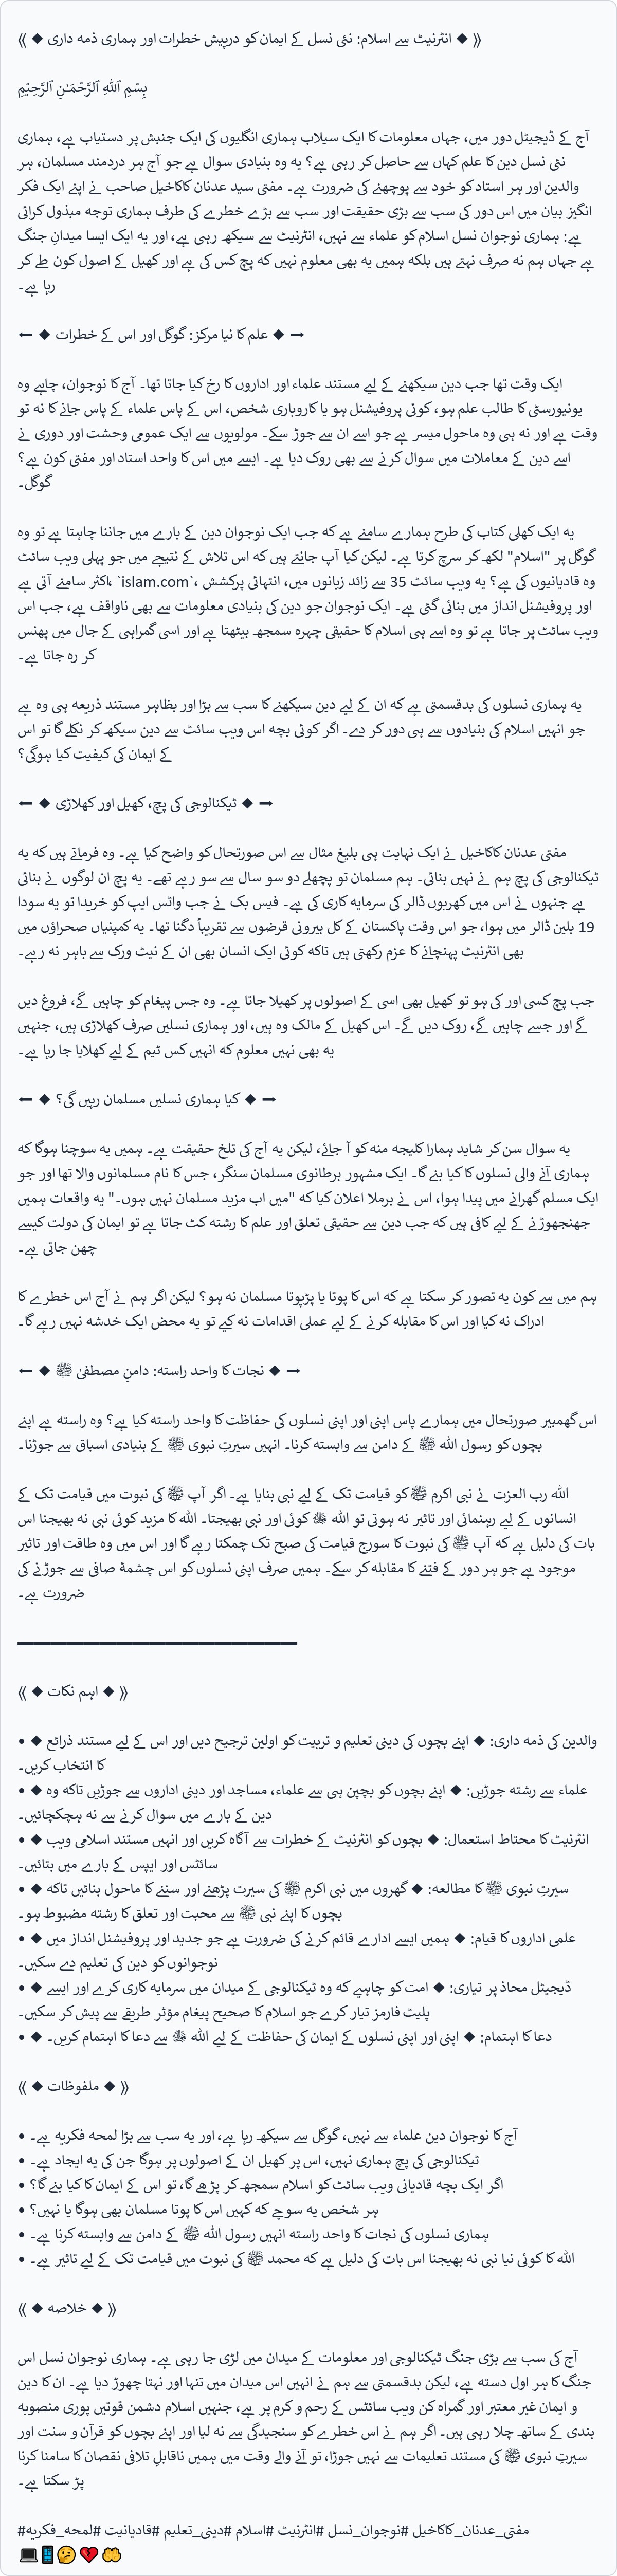 《 ◆ انٹرنیٹ سے اسلام: نئی نسل کے ایمان کو درپیش خطرات اور ہماری ذمہ داری ◆ 》
بِسْمِ ٱللَّٰهِ ٱلرَّحْمَـٰنِ ٱلرَّحِيْمِ
آج کے ڈیجیٹل دور میں، جہاں معلومات کا ایک سیلاب ہماری انگلیوں کی ایک جنبش پر دستیاب ہے، ہماری
نئی نسل دین کا علم کہاں سے حاصل کر رہی ہے؟ یہ وہ بنیادی سوال ہے جو آج ہر دردمند مسلمان، ہر
والدین اور ہر استاد کو خود سے پوچھنے کی ضرورت ہے۔ مفتی سید عدنان کاکاخیل صاحب نے اپنے ایک فکر
انگیز بیان میں اس دور کی سب سے بڑی حقیقت اور سب سے بڑے خطرے کی طرف ہماری توجہ مبذول کرائی
ہے: ہماری نوجوان نسل اسلام کو علماء سے نہیں، انٹرنیٹ سے سیکھ رہی ہے، اور یہ ایک ایسا میدانِ جنگ
ہے جہاں ہم نہ صرف نہتے ہیں بلکہ ہمیں یہ بھی معلوم نہیں کہ پچ کس کی ہے اور کھیل کے اصول کون طے کر
رہا ہے۔
← ◆ علم کا نیا مرکز: گوگل اور اس کے خطرات ◆ →
ایک وقت تھا جب دین سیکھنے کے لیے مستند علماء اور اداروں کا رخ کیا جاتا تھا۔ آج کا نوجوان، چاہے وہ
یونیورسٹی کا طالب علم ہو، کوئی پروفیشنل ہو یا کاروباری شخص، اس کے پاس علماء کے پاس جانے کا نہ تو
وقت ہے اور نہ ہی وہ ماحول میسر ہے جو اسے ان سے جوڑ سکے۔ مولویوں سے ایک عمومی وحشت اور دوری نے
اسے دین کے معاملات میں سوال کرنے سے بھی روک دیا ہے۔ ایسے میں اس کا واحد استاد اور مفتی کون ہے؟
گوگل۔
یہ ایک کھلی کتاب کی طرح ہمارے سامنے ہے کہ جب ایک نوجوان دین کے بارے میں جاننا چاہتا ہے تو وہ
گوگل پر "اسلام" لکھ کر سرچ کرتا ہے۔ لیکن کیا آپ جانتے ہیں کہ اس تلاش کے نتیجے میں جو پہلی ویب سائٹ
اکثر سامنے آتی ہے، `islam.com`، وہ قادیانیوں کی ہے؟ یہ ویب سائٹ 35 سے زائد زبانوں میں، انتہائی پرکشش
اور پروفیشنل انداز میں بنائی گئی ہے۔ ایک نوجوان جو دین کی بنیادی معلومات سے بھی ناواقف ہے، جب اس
ویب سائٹ پر جاتا ہے تو وہ اسے ہی اسلام کا حقیقی چہرہ سمجھ بیٹھتا ہے اور اسی گمراہی کے جال میں پھنس
کر رہ جاتا ہے۔
یہ ہماری نسلوں کی بدقسمتی ہے کہ ان کے لیے دین سیکھنے کا سب سے بڑا اور بظاہر مستند ذریعہ ہی وہ ہے
جو انہیں اسلام کی بنیادوں سے ہی دور کر دے۔ اگر کوئی بچہ اس ویب سائٹ سے دین سیکھ کر نکلے گا تو اس
کے ایمان کی کیفیت کیا ہوگی؟
← ◆ ٹیکنالوجی کی پچ، کھیل اور کھلاڑی ◆ →
مفتی عدنان کاکاخیل نے ایک نہایت ہی بلیغ مثال سے اس صورتحال کو واضح کیا ہے۔ وہ فرماتے ہیں کہ یہ
ٹیکنالوجی کی پچ ہم نے نہیں بنائی۔ ہم مسلمان تو پچھلے دو سو سال سے سو رہے تھے۔ یہ پچ ان لوگوں نے بنائی
ہے جنہوں نے اس میں کھربوں ڈالر کی سرمایہ کاری کی ہے۔ فیس بک نے جب واٹس ایپ کو خریدا تو یہ سودا
19 بلین ڈالر میں ہوا، جو اس وقت پاکستان کے کل بیرونی قرضوں سے تقریباً دگنا تھا۔ یہ کمپنیاں صحراؤں میں
بھی انٹرنیٹ پہنچانے کا عزم رکھتی ہیں تاکہ کوئی ایک انسان بھی ان کے نیٹ ورک سے باہر نہ رہے۔
جب پچ کسی اور کی ہو تو کھیل بھی اسی کے اصولوں پر کھیلا جاتا ہے۔ وہ جس پیغام کو چاہیں گے، فروغ دیں
گے اور جسے چاہیں گے، روک دیں گے۔ اس کھیل کے مالک وہ ہیں، اور ہماری نسلیں صرف کھلاڑی ہیں، جنہیں
یہ بھی نہیں معلوم کہ انہیں کس ٹیم کے لیے کھلایا جا رہا ہے۔
← ◆ کیا ہماری نسلیں مسلمان رہیں گی؟ ◆ →
یہ سوال سن کر شاید ہمارا کلیجہ منہ کو آ جائے، لیکن یہ آج کی تلخ حقیقت ہے۔ ہمیں یہ سوچنا ہوگا کہ
ہماری آنے والی نسلوں کا کیا بنے گا۔ ایک مشہور برطانوی مسلمان سنگر، جس کا نام مسلمانوں والا تھا اور جو
ایک مسلم گھرانے میں پیدا ہوا، اس نے برملا اعلان کیا کہ "میں اب مزید مسلمان نہیں ہوں۔" یہ واقعات ہمیں
جھنجھوڑنے کے لیے کافی ہیں کہ جب دین سے حقیقی تعلق اور علم کا رشتہ کٹ جاتا ہے تو ایمان کی دولت کیسے
چھن جاتی ہے۔
ہم میں سے کون یہ تصور کر سکتا ہے کہ اس کا پوتا یا پڑپوتا مسلمان نہ ہو؟ لیکن اگر ہم نے آج اس خطرے کا
ادراک نہ کیا اور اس کا مقابلہ کرنے کے لیے عملی اقدامات نہ کیے تو یہ محض ایک خدشہ نہیں رہے گا۔
← ◆ نجات کا واحد راستہ: دامنِ مصطفیٰ ﷺ ◆ →
اس گھمبیر صورتحال میں ہمارے پاس اپنی اور اپنی نسلوں کی حفاظت کا واحد راستہ کیا ہے؟ وہ راستہ ہے اپنے
بچوں کو رسول اللہ ﷺ کے دامن سے وابستہ کرنا۔ انہیں سیرتِ نبوی ﷺ کے بنیادی اسباق سے جوڑنا۔
اللہ رب العزت نے نبی اکرم ﷺ کو قیامت تک کے لیے نبی بنایا ہے۔ اگر آپ ﷺ کی نبوت میں قیامت تک کے
انسانوں کے لیے رہنمائی اور تاثیر نہ ہوتی تو اللہ ﷻ کوئی اور نبی بھیجتا۔ اللہ کا مزید کوئی نبی نہ بھیجنا اس
بات کی دلیل ہے کہ آپ ﷺ کی نبوت کا سورج قیامت کی صبح تک چمکتا رہے گا اور اس میں وہ طاقت اور تاثیر
موجود ہے جو ہر دور کے فتنے کا مقابلہ کر سکے۔ ہمیں صرف اپنی نسلوں کو اس چشمۂ صافی سے جوڑنے کی
ضرورت ہے۔
《 ◆ اہم نکات ◆ 》
• ◆ والدین کی ذمہ داری: ◆ اپنے بچوں کی دینی تعلیم و تربیت کو اولین ترجیح دیں اور اس کے لیے مستند ذرائع
کا انتخاب کریں۔
• ◆ علماء سے رشتہ جوڑیں: ◆ اپنے بچوں کو بچپن ہی سے علماء، مساجد اور دینی اداروں سے جوڑیں تاکہ وہ
دین کے بارے میں سوال کرنے سے نہ ہچکچائیں۔
• ◆ انٹرنیٹ کا محتاط استعمال: ◆ بچوں کو انٹرنیٹ کے خطرات سے آگاہ کریں اور انہیں مستند اسلامی ویب
سائٹس اور ایپس کے بارے میں بتائیں۔
• ◆ سیرتِ نبوی ﷺ کا مطالعہ: ◆ گھروں میں نبی اکرم ﷺ کی سیرت پڑھنے اور سننے کا ماحول بنائیں تاکہ
بچوں کا اپنے نبی ﷺ سے محبت اور تعلق کا رشتہ مضبوط ہو۔
• ◆ علمی اداروں کا قیام: ◆ ہمیں ایسے ادارے قائم کرنے کی ضرورت ہے جو جدید اور پروفیشنل انداز میں
نوجوانوں کو دین کی تعلیم دے سکیں۔
• ◆ ڈیجیٹل محاذ پر تیاری: ◆ امت کو چاہیے کہ وہ ٹیکنالوجی کے میدان میں سرمایہ کاری کرے اور ایسے
پلیٹ فارمز تیار کرے جو اسلام کا صحیح پیغام مؤثر طریقے سے پیش کر سکیں۔
• ◆ دعا کا اہتمام: ◆ اپنی اور اپنی نسلوں کے ایمان کی حفاظت کے لیے اللہ ﷻ سے دعا کا اہتمام کریں۔
《 ◆ ملفوظات ◆ 》
• آج کا نوجوان دین علماء سے نہیں، گوگل سے سیکھ رہا ہے، اور یہ سب سے بڑا لمحہ فکریہ ہے۔
• ٹیکنالوجی کی پچ ہماری نہیں، اس پر کھیل ان کے اصولوں پر ہوگا جن کی یہ ایجاد ہے۔
• اگر ایک بچہ قادیانی ویب سائٹ کو اسلام سمجھ کر پڑھے گا، تو اس کے ایمان کا کیا بنے گا؟
• ہر شخص یہ سوچے کہ کہیں اس کا پوتا مسلمان بھی ہوگا یا نہیں؟
• ہماری نسلوں کی نجات کا واحد راستہ انہیں رسول اللہ ﷺ کے دامن سے وابستہ کرنا ہے۔
• اللہ کا کوئی نیا نبی نہ بھیجنا اس بات کی دلیل ہے کہ محمد ﷺ کی نبوت میں قیامت تک کے لیے تاثیر ہے۔
《 ◆ خلاصہ ◆ 》
آج کی سب سے بڑی جنگ ٹیکنالوجی اور معلومات کے میدان میں لڑی جا رہی ہے۔ ہماری نوجوان نسل اس
جنگ کا ہر اول دستہ ہے، لیکن بدقسمتی سے ہم نے انہیں اس میدان میں تنہا اور نہتا چھوڑ دیا ہے۔ ان کا دین
و ایمان غیر معتبر اور گمراہ کن ویب سائٹس کے رحم و کرم پر ہے، جنہیں اسلام دشمن قوتیں پوری منصوبہ
بندی کے ساتھ چلا رہی ہیں۔ اگر ہم نے اس خطرے کو سنجیدگی سے نہ لیا اور اپنے بچوں کو قرآن و سنت اور
سیرتِ نبوی ﷺ کی مستند تعلیمات سے نہیں جوڑا، تو آنے والے وقت میں ہمیں ناقابلِ تلافی نقصان کا سامنا کرنا
پڑ سکتا ہے۔
#مفتی_عدنان_کاکاخیل #نوجوان_نسل #انٹرنیٹ #اسلام #دینی_تعلیم #قادیانیت #لمحہ_فکریہ
💻📱🤔💔🤲